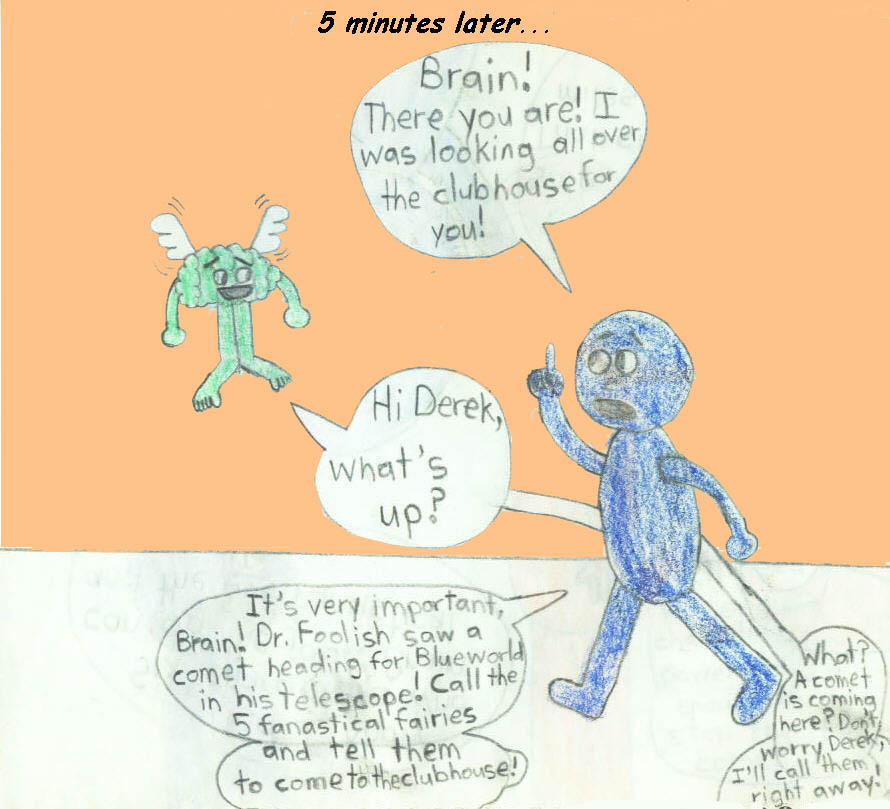 5 minutes later...
Brain!
There you are! I
was looking all over
the clubhouse for
you!
Hi Derek,
what's
up?
It's very important,
Brain! Dr. Foolish saw a
comet heading for Blueworld
in his telescope! Call the
5 fanastical fairies
and tell them
to come to the clubhouse!
What?
A comet
is coming
here? Don't
worry Derek,
I'll call them
right away!